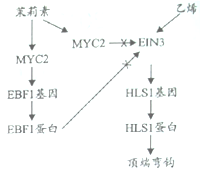 茉莉素 乙烯
MYC2 EIN3
MYC2
EBF1基因 HLS1基因
EBF1蛋白 HLS1蛋白
顶端弯钩